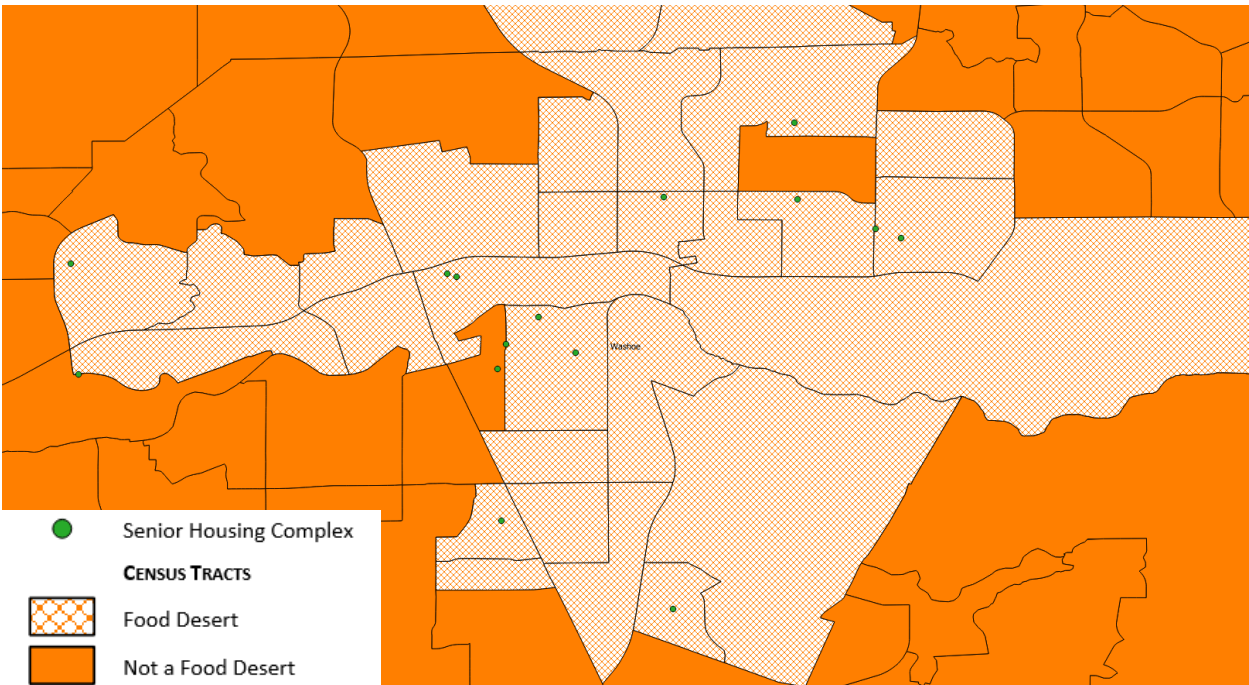 Washoe
Senior Housing Complex
CENSUS TRACTS
Food Desert
Not a Food Desert